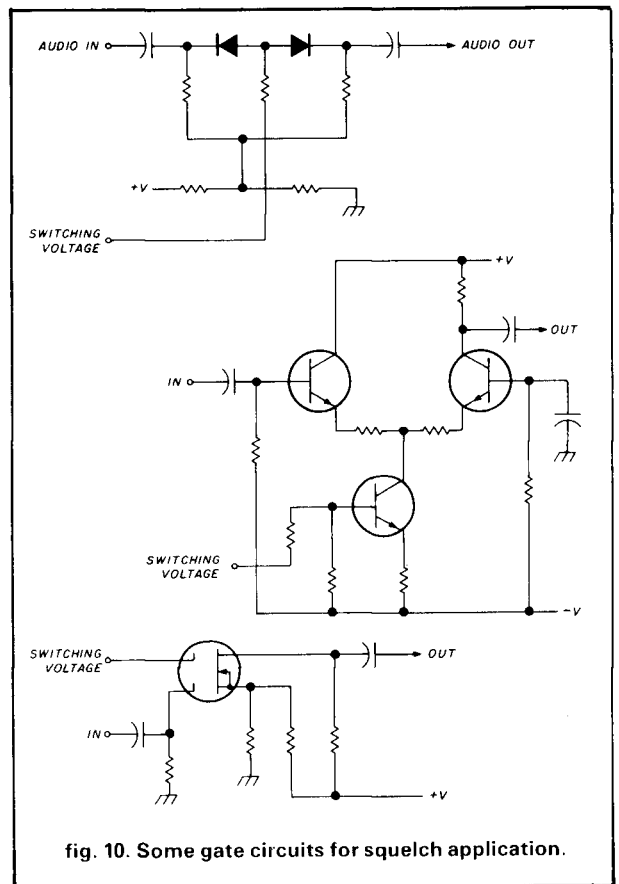 AUDIO IN
AUDIO OUT
+V
SWITCHING
VOLTAGE
+V
OUT
IN
SWITCHING
VOLTAGE
-V
SWITCHING
VOLTAGE
OUT
IN
+V
fig. 10. Some gate circuits for squelch application.